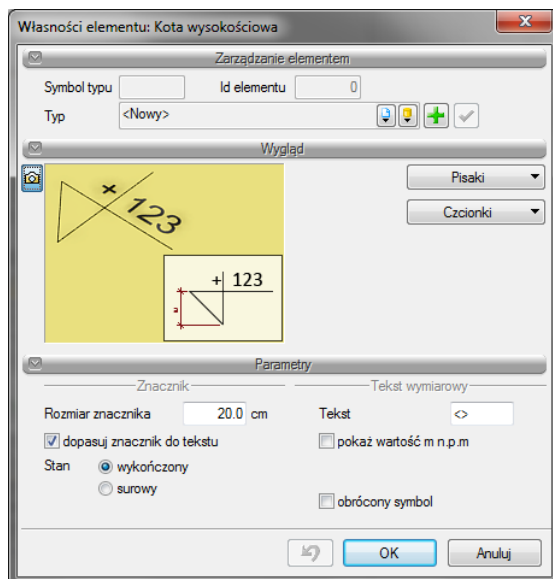 Własności elementu: Kota wysokościowa
Zarządzanie elementem
Symbol typu Id elementu 0
Typ <Nowy>
Wygląd
Pisaki
Czcionki
x 123
+ 123
a
Parametry
Znacznik Tekst wymiarowy
Rozmiar znacznika 20.0 cm Tekst <>
dopasuj znacznik do tekstu pokaż wartość m n.p.m
Stan wykończony
surowy obrócony symbol
OK Anuluj